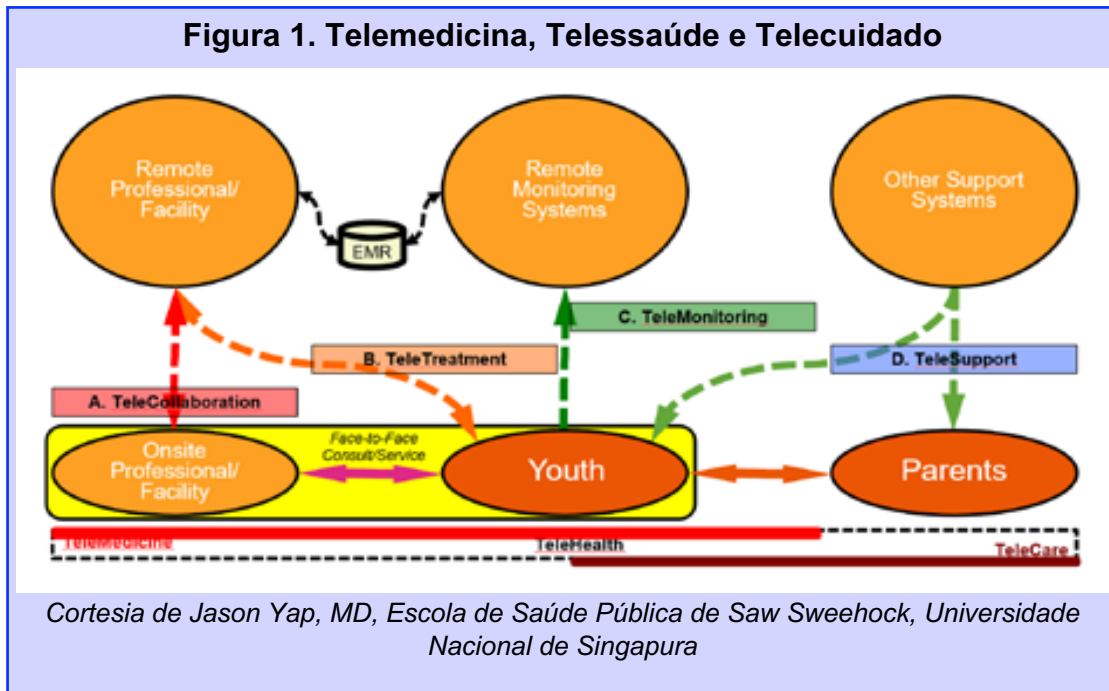 Figura 1. Telemedicina, Telessaúde e Telecuidado
Remote
Professional/
Facility
Remote
Monitoring
Systems
Other Support
Systems
EMR
C. TeleMonitoring
B. TeleTreatment
D. TeleSupport
A. TeleCollaboration
Onsite
Professional/
Facility
Face-to-Face
Consult/Service
Youth
Parents
TeleMedicine
TeleHealth
TeleCare
Cortesia de Jason Yap, MD, Escola de Saúde Pública de Saw Sweehock, Universidade
Nacional de Singapura